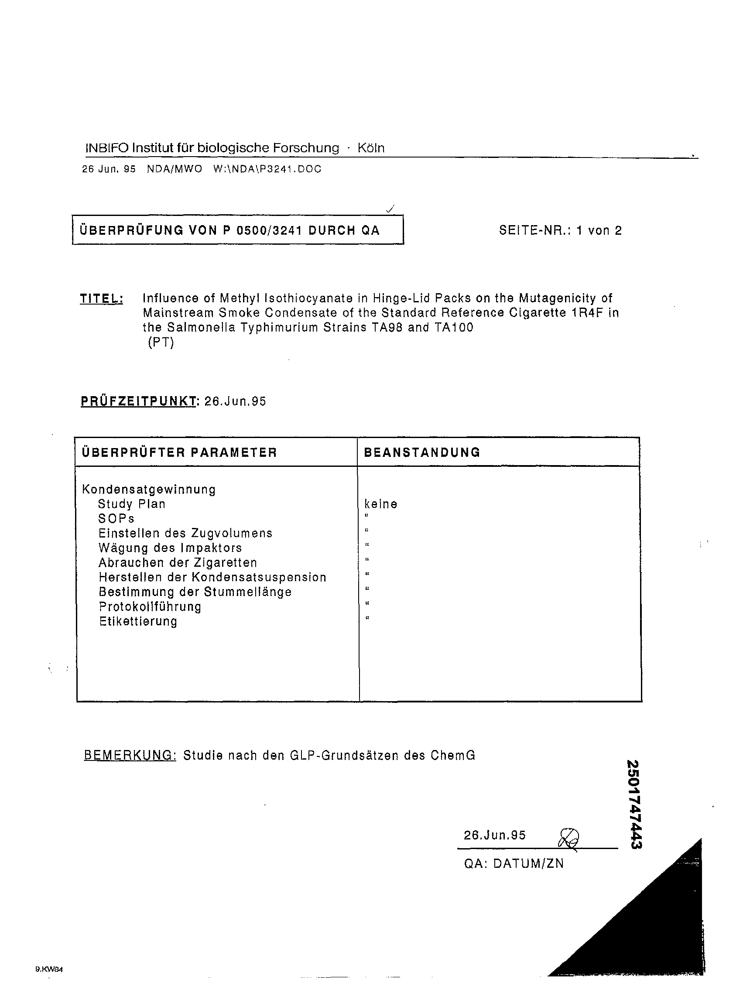 INBIFO Institut für biologische Forschung · Köln
26 Jun. 95 NDA/MWO W:\NDA\P3241.DOC
ÜBERPRÜFUNG VON P 0500/3241 DURCH QA SEITE-NR.: 1 von 2
TITEL: Influence of Methyl Isothiocyanate in Hinge-Lid Packs on the Mutagenicity of
Mainstream Smoke Condensate of the Standard Reference Cigarette 1R4F in
the Salmonella Typhimurium Strains TA98 and TA100
(PT)
PRÜFZEITPUNKT: 26.Jun.95
ÜBERPRÜFTER PARAMETER BEANSTANDUNG
Kondensatgewinnung
Study Plan keine
SOPs "
Einstellen des Zugvolumens "
Wägung des Impaktors "
Abrauchen der Zigaretten "
Herstellen der Kondensatsuspension "
Bestimmung der Stummellänge "
Protokollführung "
Etikettierung "
BEMERKUNG: Studie nach den GLP-Grundsätzen des ChemG
2501747443
26.Jun.95
QA: DATUM/ZN
9.KW84